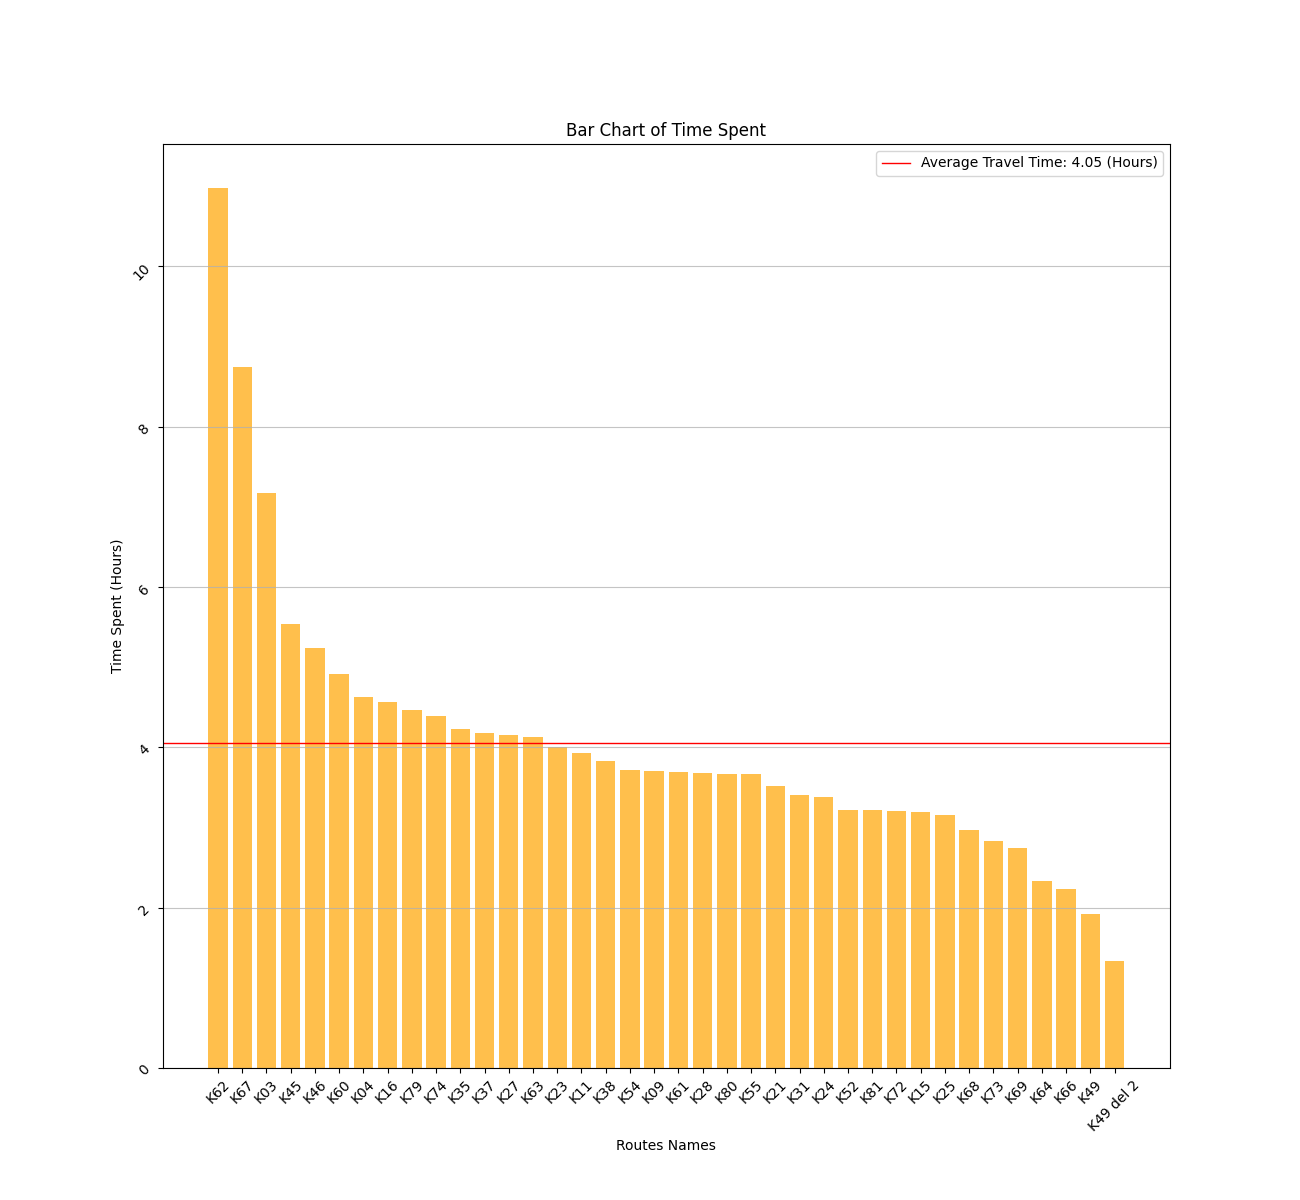 Bar Chart of Time Spent
Average Travel Time: 4.05 (Hours)
Time Spent (Hours)
10
8
6
4
2
0
K62 K67 K03 K45 K46 K60 K04 K16 K79 K74 K35 K37 K27 K63 K23 K11 K38 K54 K09 K61 K28 K80 K55 K21 K31 K24 K52 K81 K72 K15 K25 K68 K73 K69 K64 K66 K49 K49 del 2
Routes Names